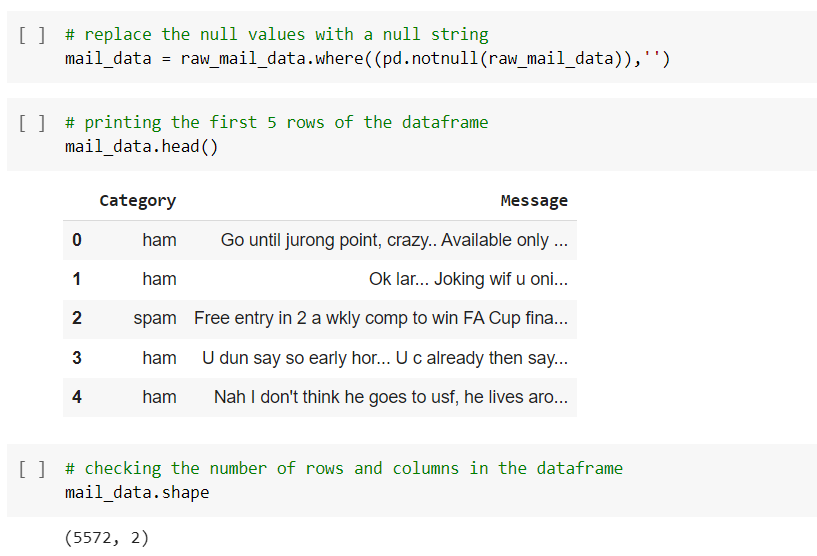 [ ] # replace the null values with a null string
mail_data = raw_mail_data.where((pd.notnull(raw_mail_data)),'')
[ ] # printing the first 5 rows of the dataframe
mail_data.head()
Category Message
0 ham Go until jurong point, crazy.. Available only ...
1 ham Ok lar... Joking wif u oni...
2 spam Free entry in 2 a wkly comp to win FA Cup fina...
3 ham U dun say so early hor... U c already then say...
4 ham Nah I don't think he goes to usf, he lives aro...
[ ] # checking the number of rows and columns in the dataframe
mail_data.shape
(5572, 2)